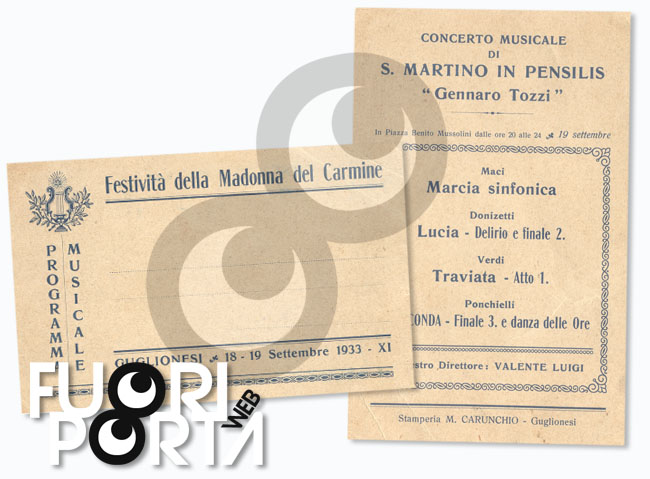 Festività della Madonna del Carmine
PROGRAMM
MUSICALE
GUGLIONESI 18 - 19 Settembre 1933 - XI
CONCERTO MUSICALE
DI
S. MARTINO IN PENSILIS
"Gennaro Tozzi"
In Piazza Benito Mussolini dalle ore 20 alle 24 19 settembre
Maci
Marcia sinfonica
Donizetti
Lucia - Delirio e finale 2.
Verdi
Traviata - Atto 1.
Ponchielli
CONDA - Finale 3. e danza delle Ore
estro Direttore: VALENTE LUIGI
Stamperia M. CARUNCHIO - Guglionesi
FUORI
PORTA
WEB